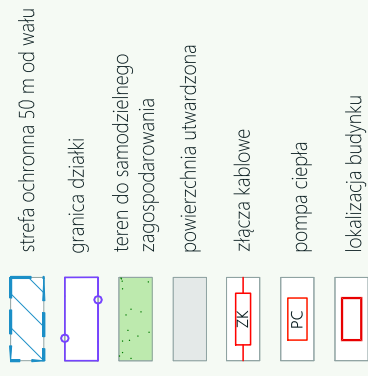 strefa ochronna 50 m od wału
granica działki
teren do samodzielnego
zagospodarowania
powierzchnia utwardzona
ZK
złącza kablowe
PC
pompa ciepła
lokalizacja budynku